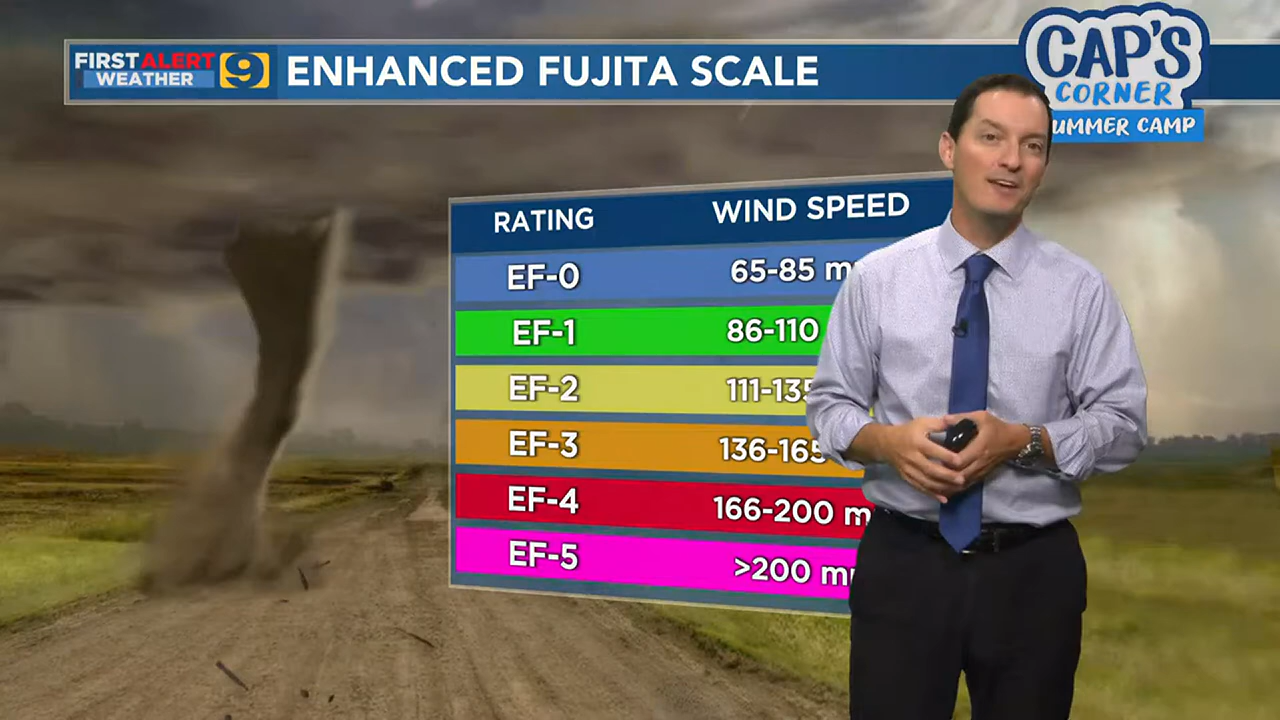 FIRST ALERT
WEATHER
9
ENHANCED FUJITA SCALE
CAP'S
CORNER
UMMER CAMP
RATING WIND SPEED
EF-0 65-85 m
EF-1 86-110
EF-2 111-135
EF-3 136-165
EF-4 166-200 m
EF-5 >200 m